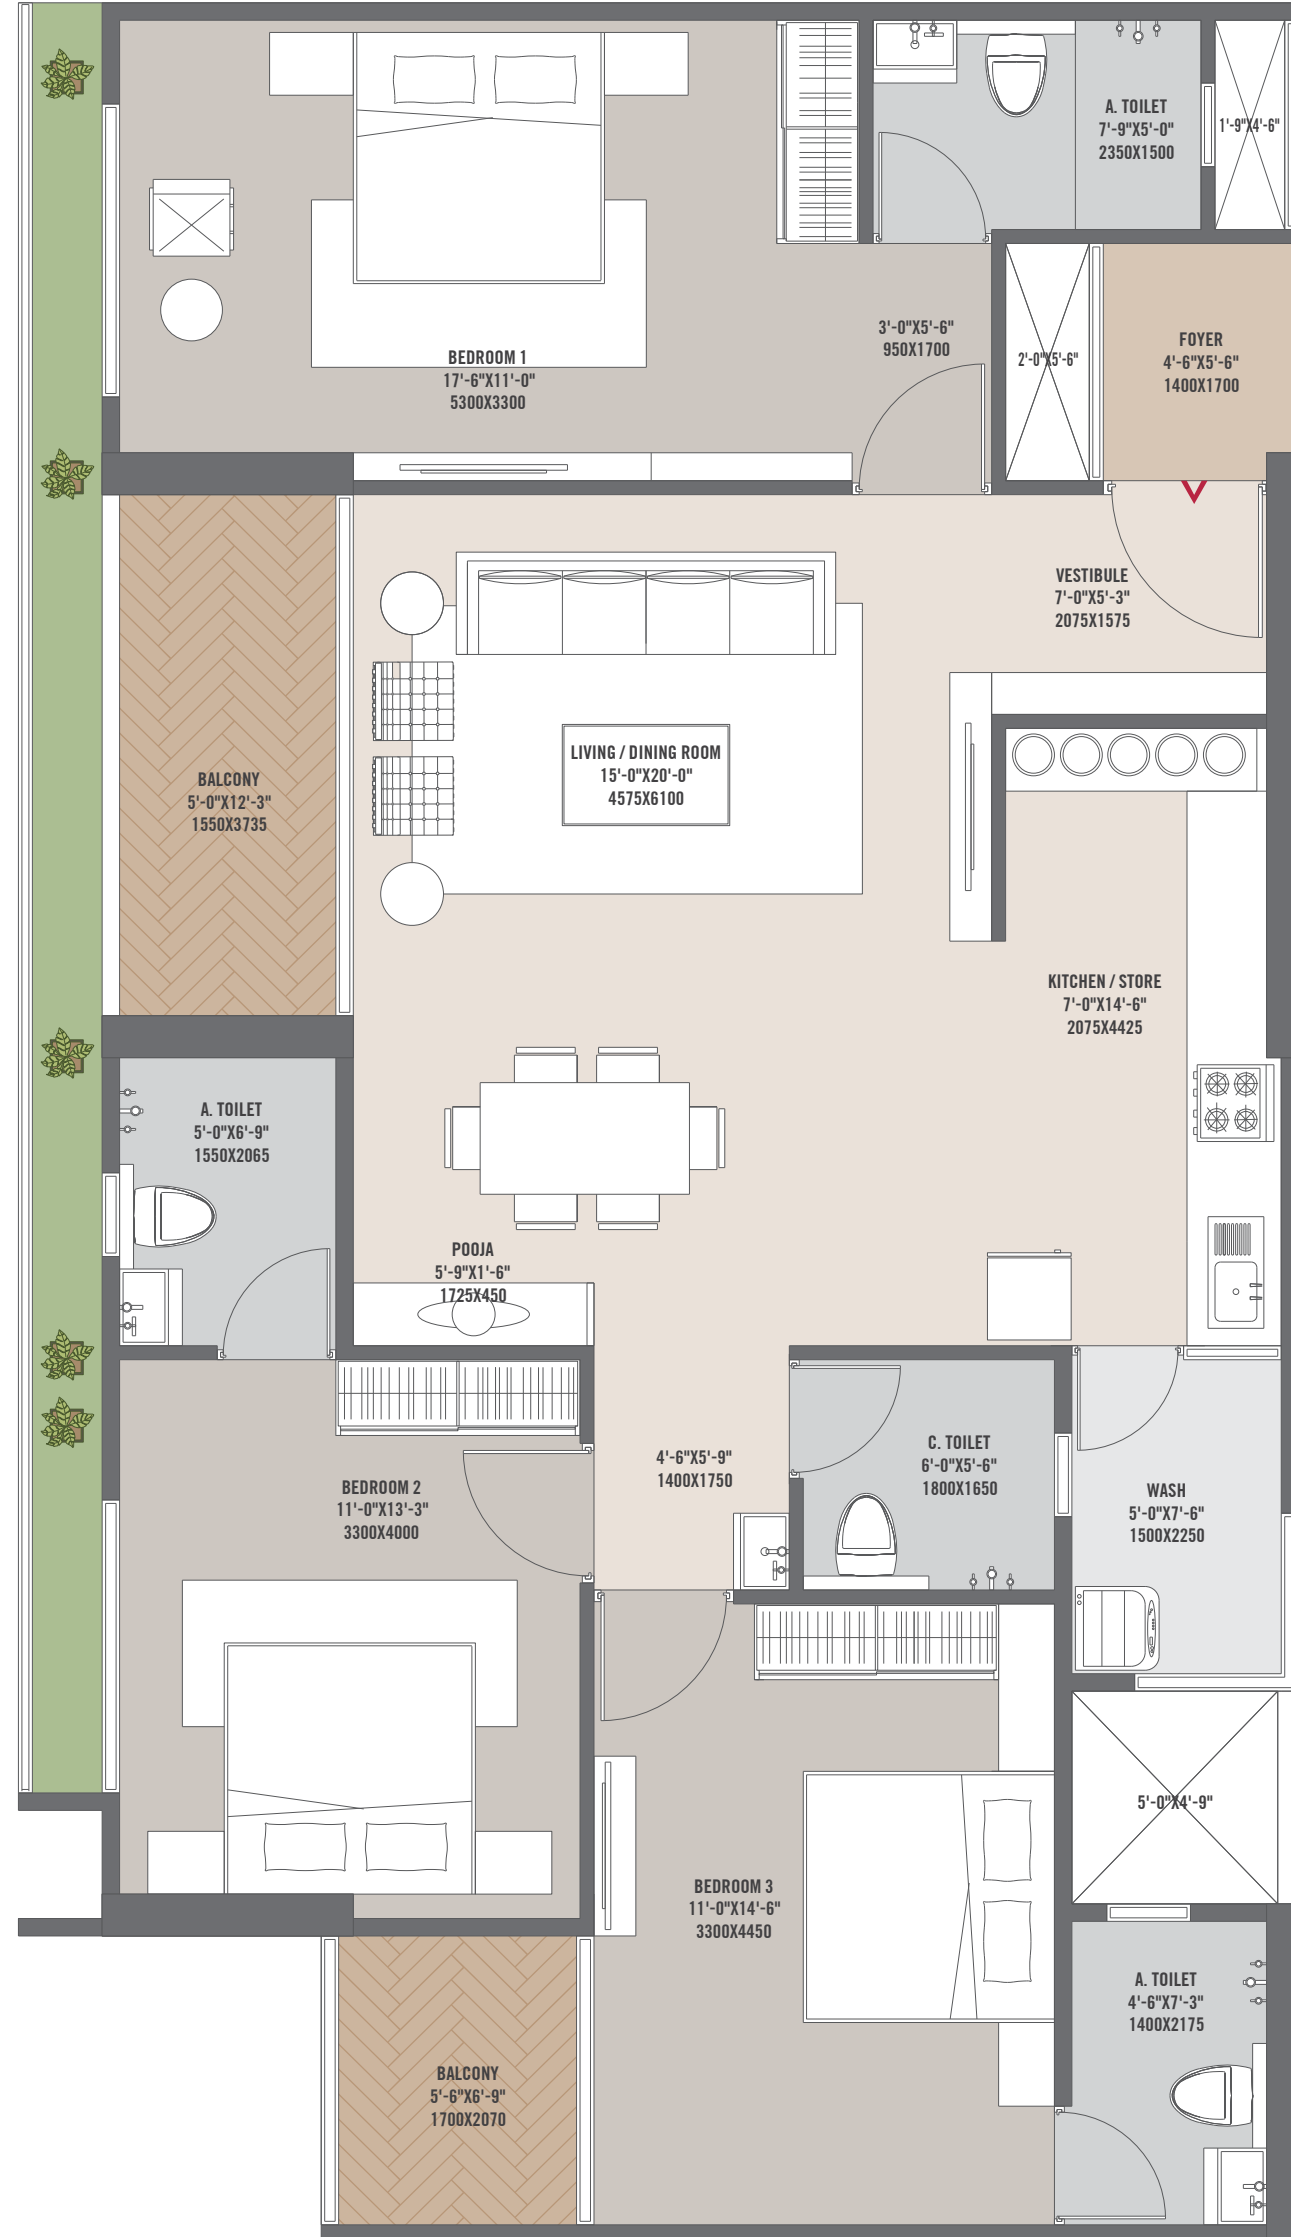 A. TOILET
7'-9"X5'-0"
2350X1500
1'-9"X4'-6"
3'-0"X5'-6"
950X1700
2'-0"X5'-6"
FOYER
4'-6"X5'-6"
1400X1700
BEDROOM 1
17'-6"X11'-0"
5300X3300
VESTIBULE
7'-0"X5'-3"
2075X1575
LIVING / DINING ROOM
15'-0"X20'-0"
4575X6100
BALCONY
5'-0"X12'-3"
1550X3735
KITCHEN / STORE
7'-0"X14'-6"
2075X4425
A. TOILET
5'-0"X6'-9"
1550X2065
POOJA
5'-9"X1'-6"
1725X450
BEDROOM 2
11'-0"X13'-3"
3300X4000
4'-6"X5'-9"
1400X1750
C. TOILET
6'-0"X5'-6"
1800X1650
WASH
5'-0"X7'-6"
1500X2250
5'-0"X4'-9"
BEDROOM 3
11'-0"X14'-6"
3300X4450
A. TOILET
4'-6"X7'-3"
1400X2175
BALCONY
5'-6"X6'-9"
1700X2070